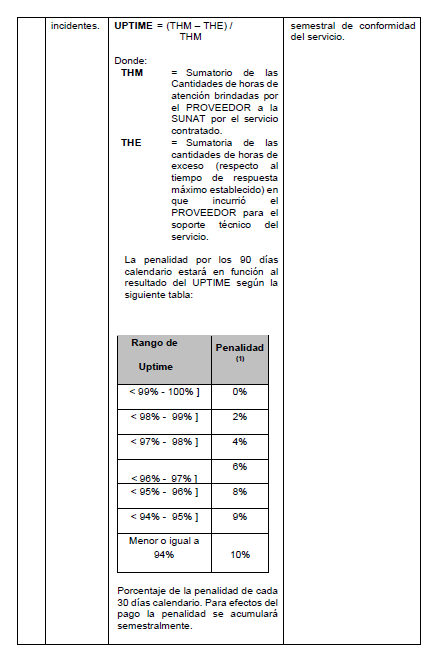 incidentes.
UPTIME = (THM – THE) /
THM
Donde:
THM = Sumatorio de las
Cantidades de horas de
atención brindadas por
el PROVEEDOR a la
SUNAT por el servicio
contratado.
THE = Sumatoria de las
cantidades de horas de
exceso (respecto al
tiempo de respuesta
máximo establecido) en
que incurrió el
PROVEEDOR para el
soporte técnico del
servicio.
La penalidad por los 90 días
calendario estará en función al
resultado del UPTIME según la
siguiente tabla:
Rango de
Uptime
Penalidad
(1)
< 99% - 100% ] 0%
< 98% - 99% ] 2%
< 97% - 98% ] 4%
< 96% - 97% ] 6%
< 95% - 96% ] 8%
< 94% - 95% ] 9%
Menor o igual a
94% 10%
Porcentaje de la penalidad de cada
30 días calendario. Para efectos del
pago la penalidad se acumulará
semestralmente.
semestral de conformidad
del servicio.